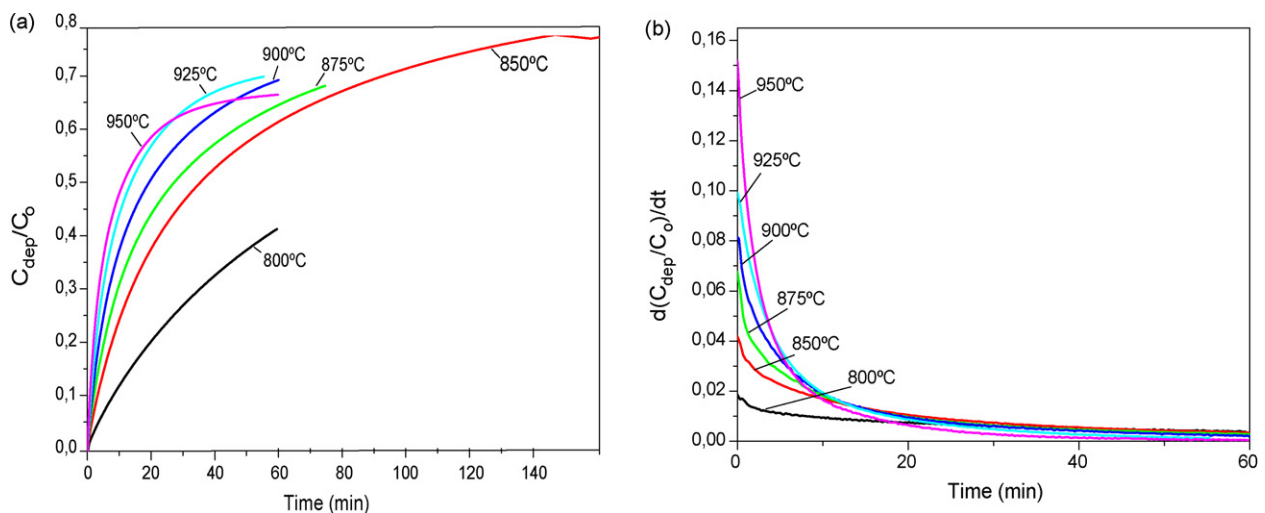 (a)
0,8
0,7
0,6
0,5
0,4
0,3
0,2
0,1
0,0
C_dep/C_o
925ºC
900ºC
875ºC
850ºC
950ºC
800ºC
0 20 40 60 80 100 120 140
Time (min)
(b)
0,16
0,14
0,12
0,10
0,08
0,06
0,04
0,02
0,00
d(C_dep/C_o)/dt
950ºC
925ºC
900ºC
875ºC
850ºC
800ºC
0 20 40 60
Time (min)